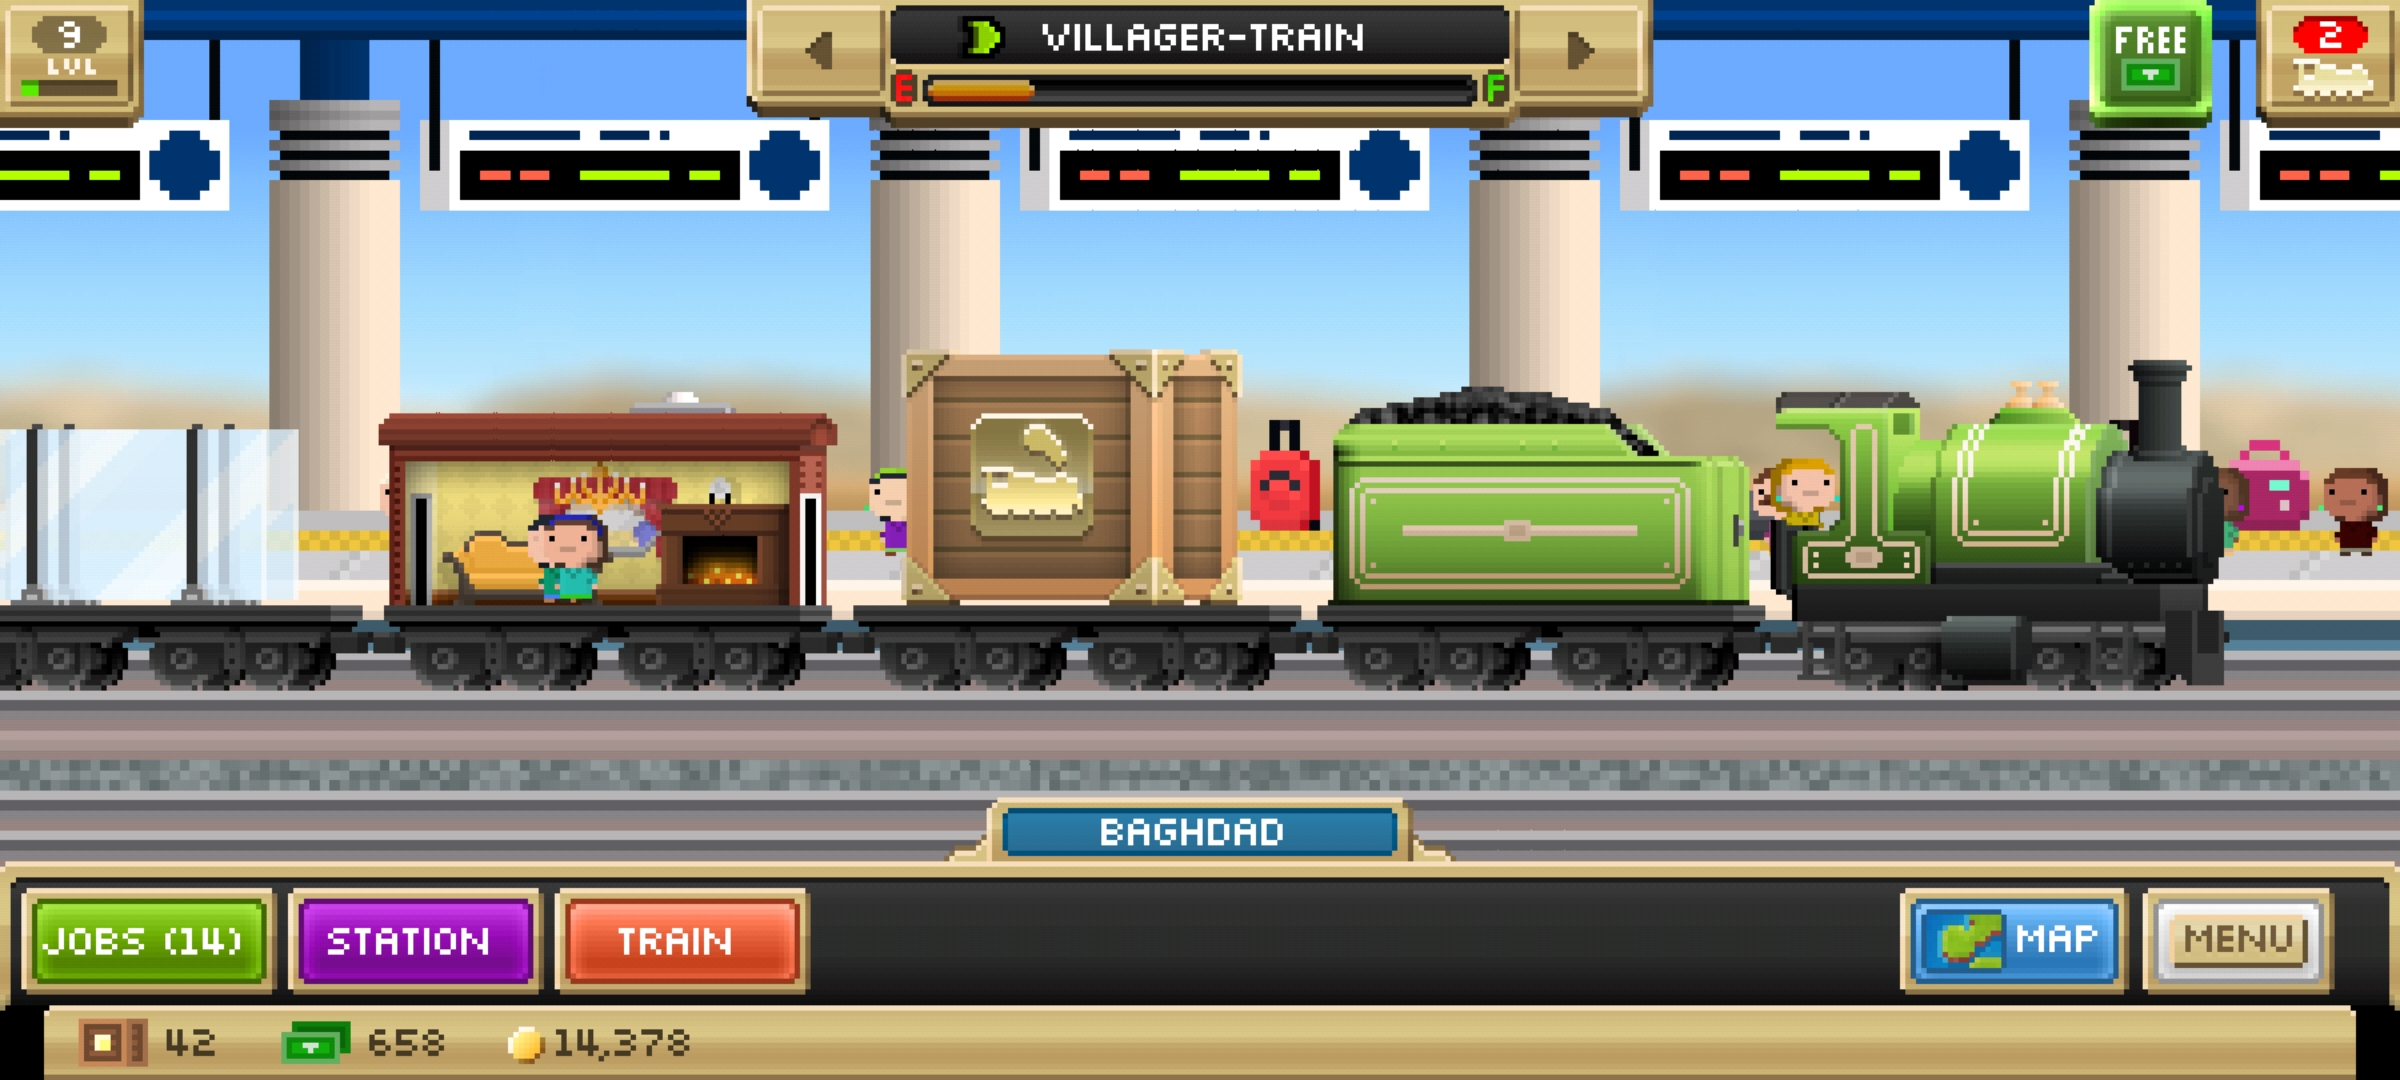 9
LVL
VILLAGER-TRAIN
E F
FREE
2
BAGHDAD
JOBS (14)
STATION
TRAIN
MAP
MENU
42
658
14,378